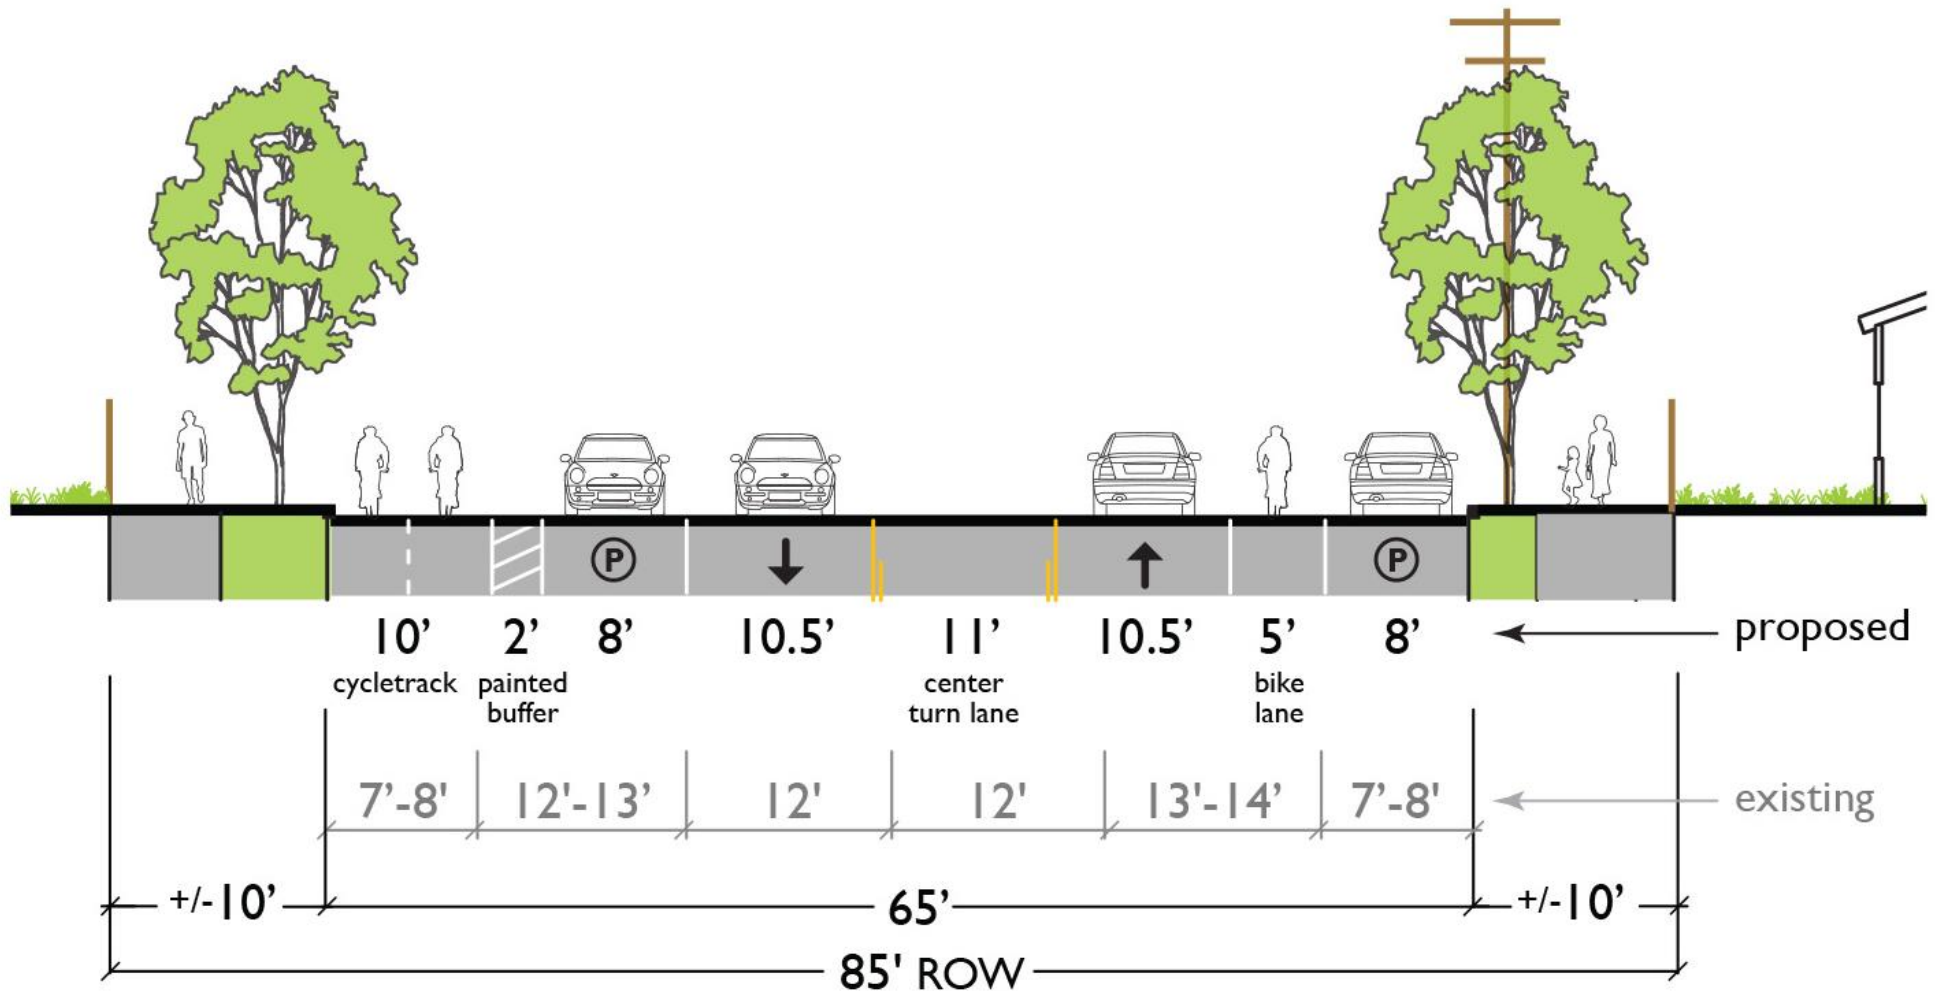 P
P
10’ 2’ 8’ 10.5’ 11’ 10.5’ 5’ 8’ proposed
cycletrack painted buffer center turn lane bike lane
7’-8' 12'-13’ 12' 12' 13'-14’ 7’-8' existing
+/-10’ 65’ +/-10’
85' ROW